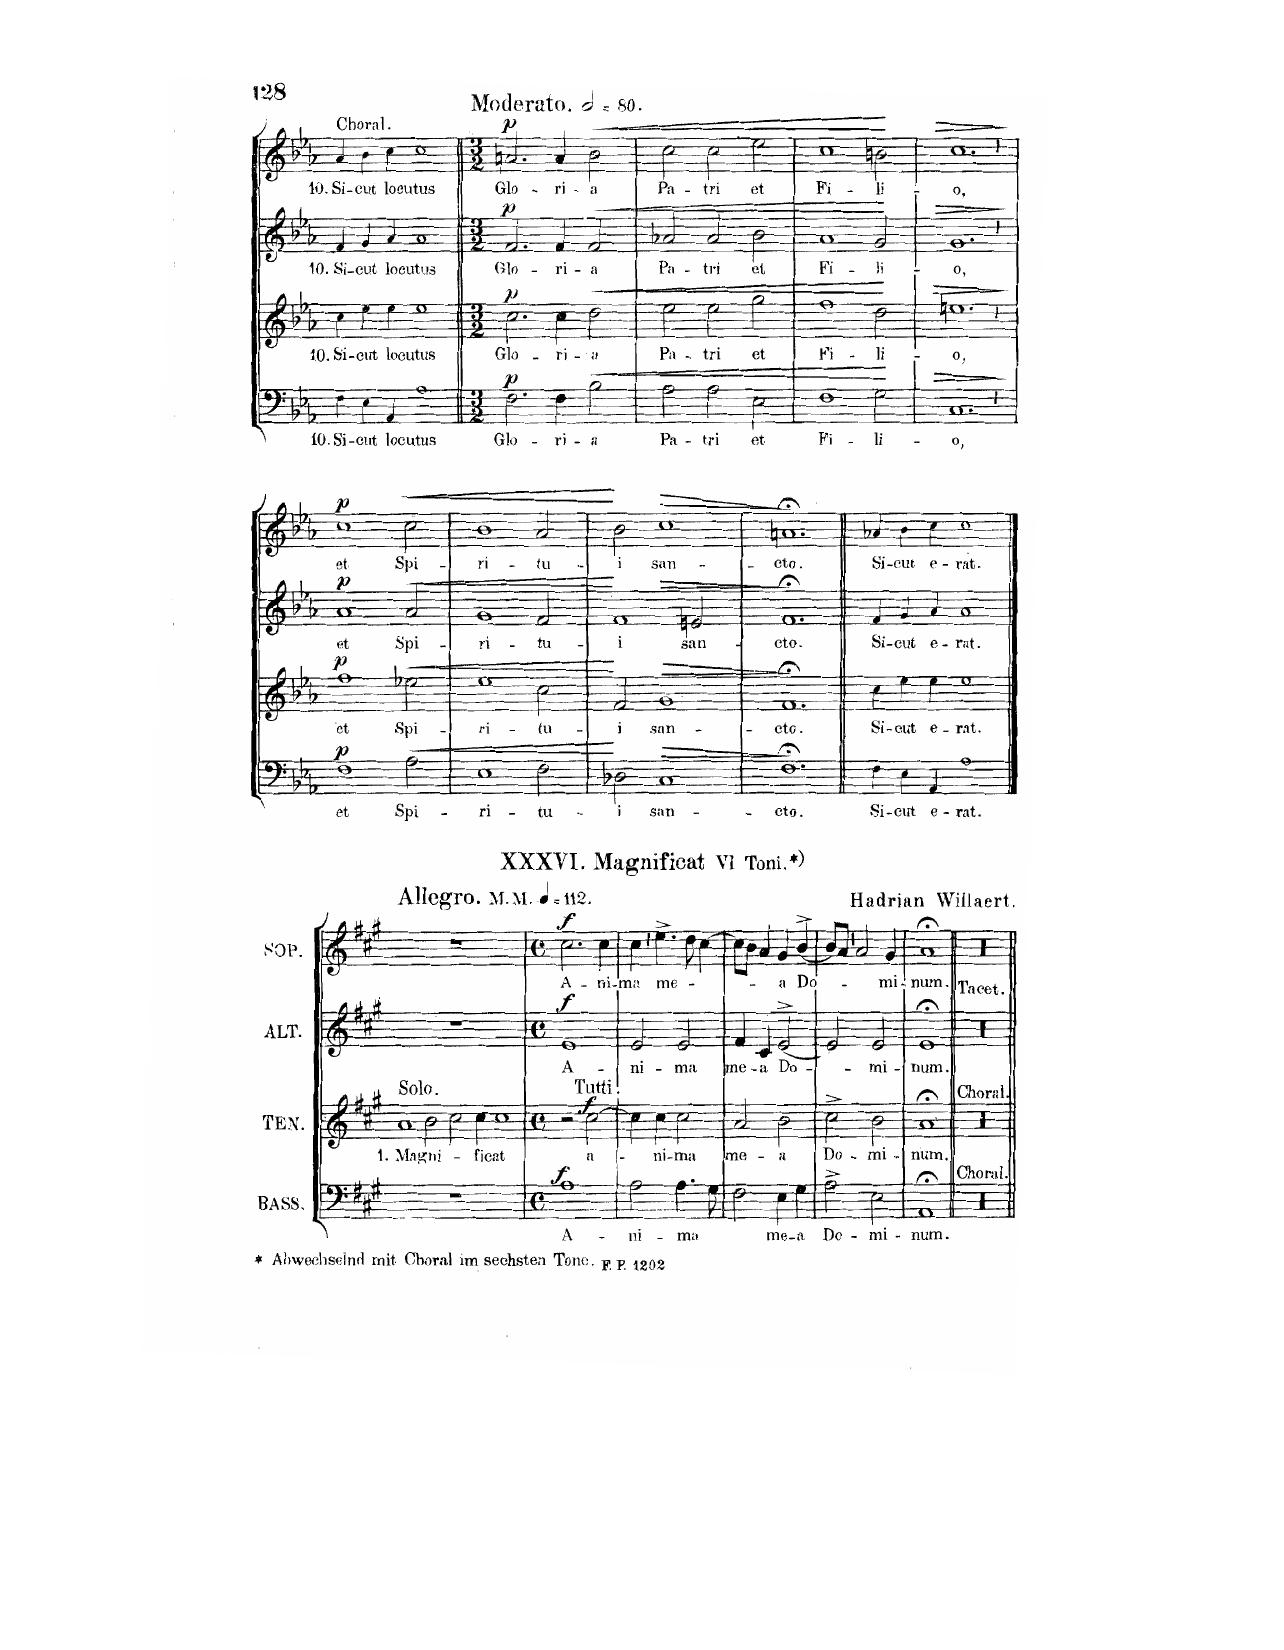 128
Moderato. = 80.
Choral.
p
10. Si-cut locutus Glo - ri - a Pa - tri et Fi - li - o,
p
10. Si-cut locutus Glo - ri - a Pa - tri et Fi - li - o,
p
10. Si-cut locutus Glo - ri - a Pa - tri et Fi - li - o,
p
10. Si-cut locutus Glo - ri - a Pa - tri et Fi - li - o,
p
et Spi - ri - tu - i san - cto. Si-cut e - rat.
p
et Spi - ri - tu - i san - cto. Si-cut e - rat.
p
et Spi - ri - tu - i san - cto. Si-cut e - rat.
p
et Spi - ri - tu - i san - cto. Si-cut e - rat.
XXXVI. Magnificat VI Toni.*)
Allegro. M.M. = 112.
Hadrian Willaert.
f
SOP.
A - ni-ma me - - a Do - mi-num. Tacet.
f
ALT.
A - ni - ma me - a Do - - mi - num.
Solo. Tutti. Choral.
f
TEN.
1. Magni - ficat a - ni-ma me - a Do - mi - num.
Choral.
f
BASS.
A - ni - ma me-a Do - mi - num.
* Abwechselnd mit Choral im sechsten Tone. F. P. 1202